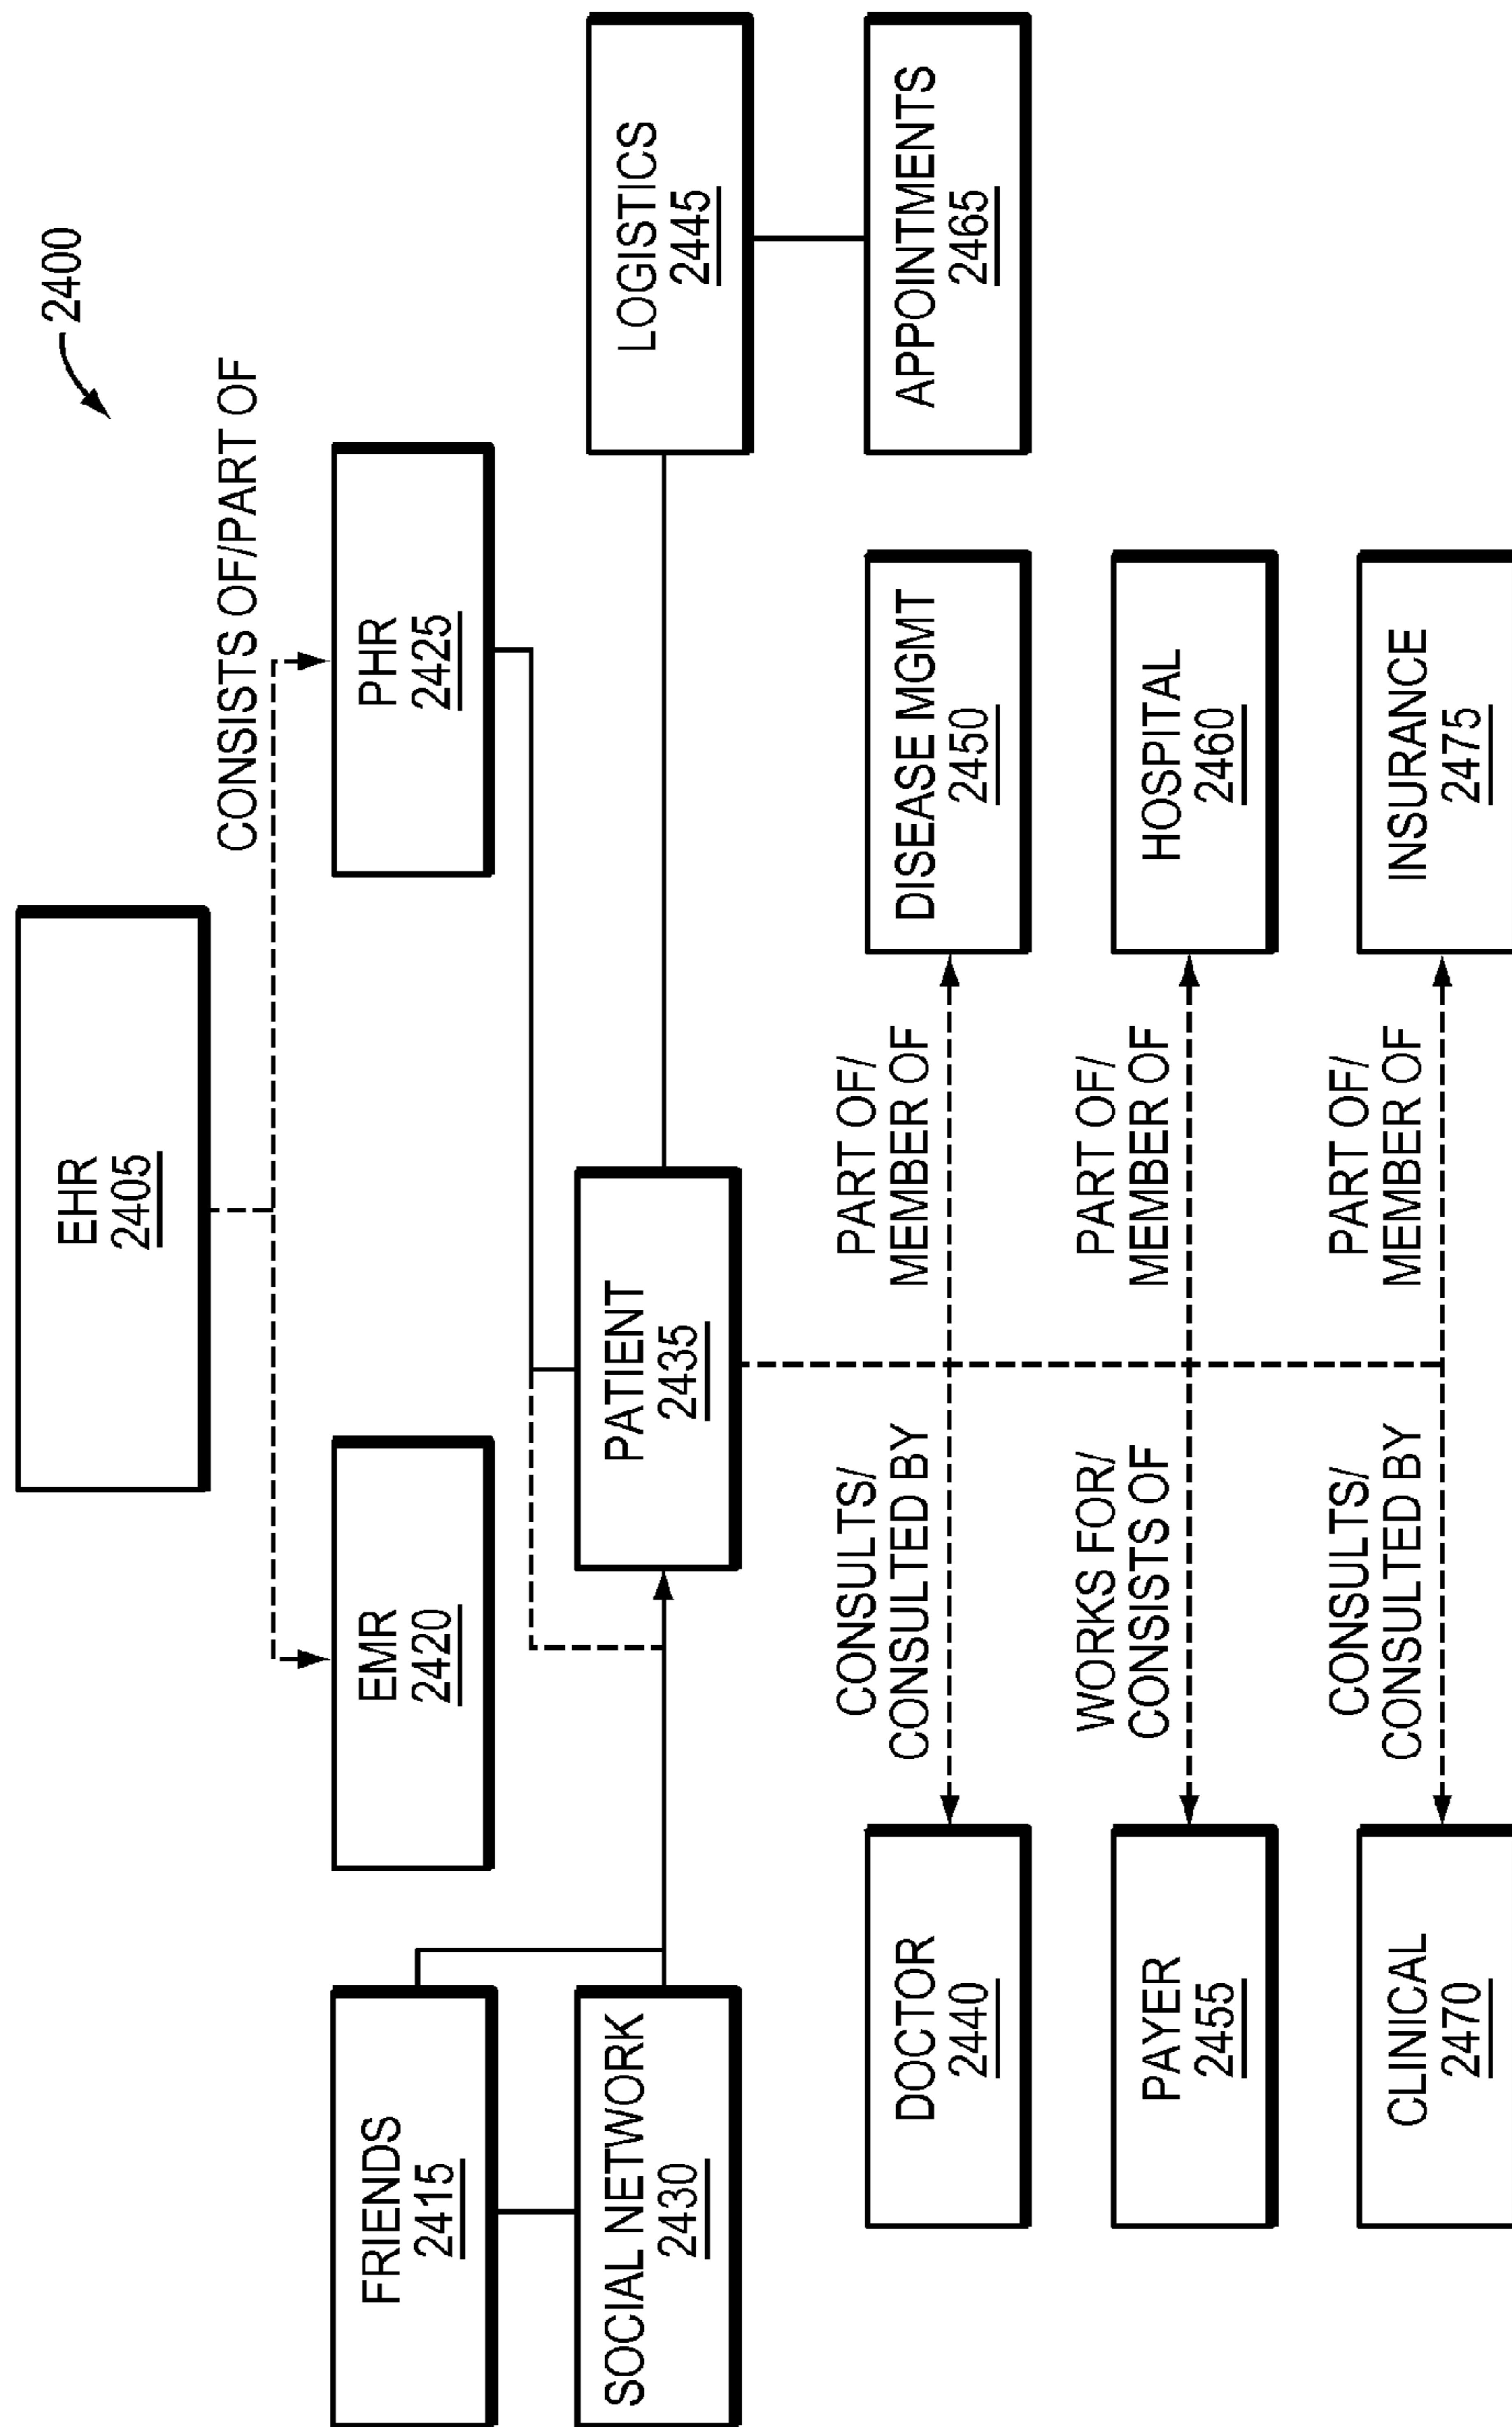 2400
EHR
2405
CONSISTS OF/PART OF
FRIENDS
2415
EMR
2420
PHR
2425
SOCIAL NETWORK
2430
PATIENT
2435
LOGISTICS
2445
CONSULTS/
CONSULTED BY
PART OF/
MEMBER OF
DOCTOR
2440
DISEASE MGMT
2450
APPOINTMENTS
2465
WORKS FOR/
CONSISTS OF
PART OF/
MEMBER OF
PAYER
2455
HOSPITAL
2460
CONSULTS/
CONSULTED BY
PART OF/
MEMBER OF
CLINICAL
2470
INSURANCE
2475